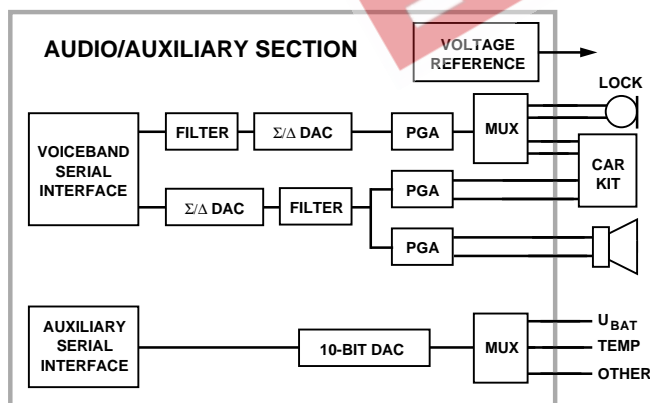 AUDIO/AUXILIARY SECTION
VOLTAGE
REFERENCE
LOCK
VOICEBAND
SERIAL
INTERFACE
FILTER
Σ/Δ DAC
PGA
MUX
CAR
KIT
Σ/Δ DAC
FILTER
PGA
PGA
AUXILIARY
SERIAL
INTERFACE
10-BIT DAC
MUX
UBAT
TEMP
OTHER